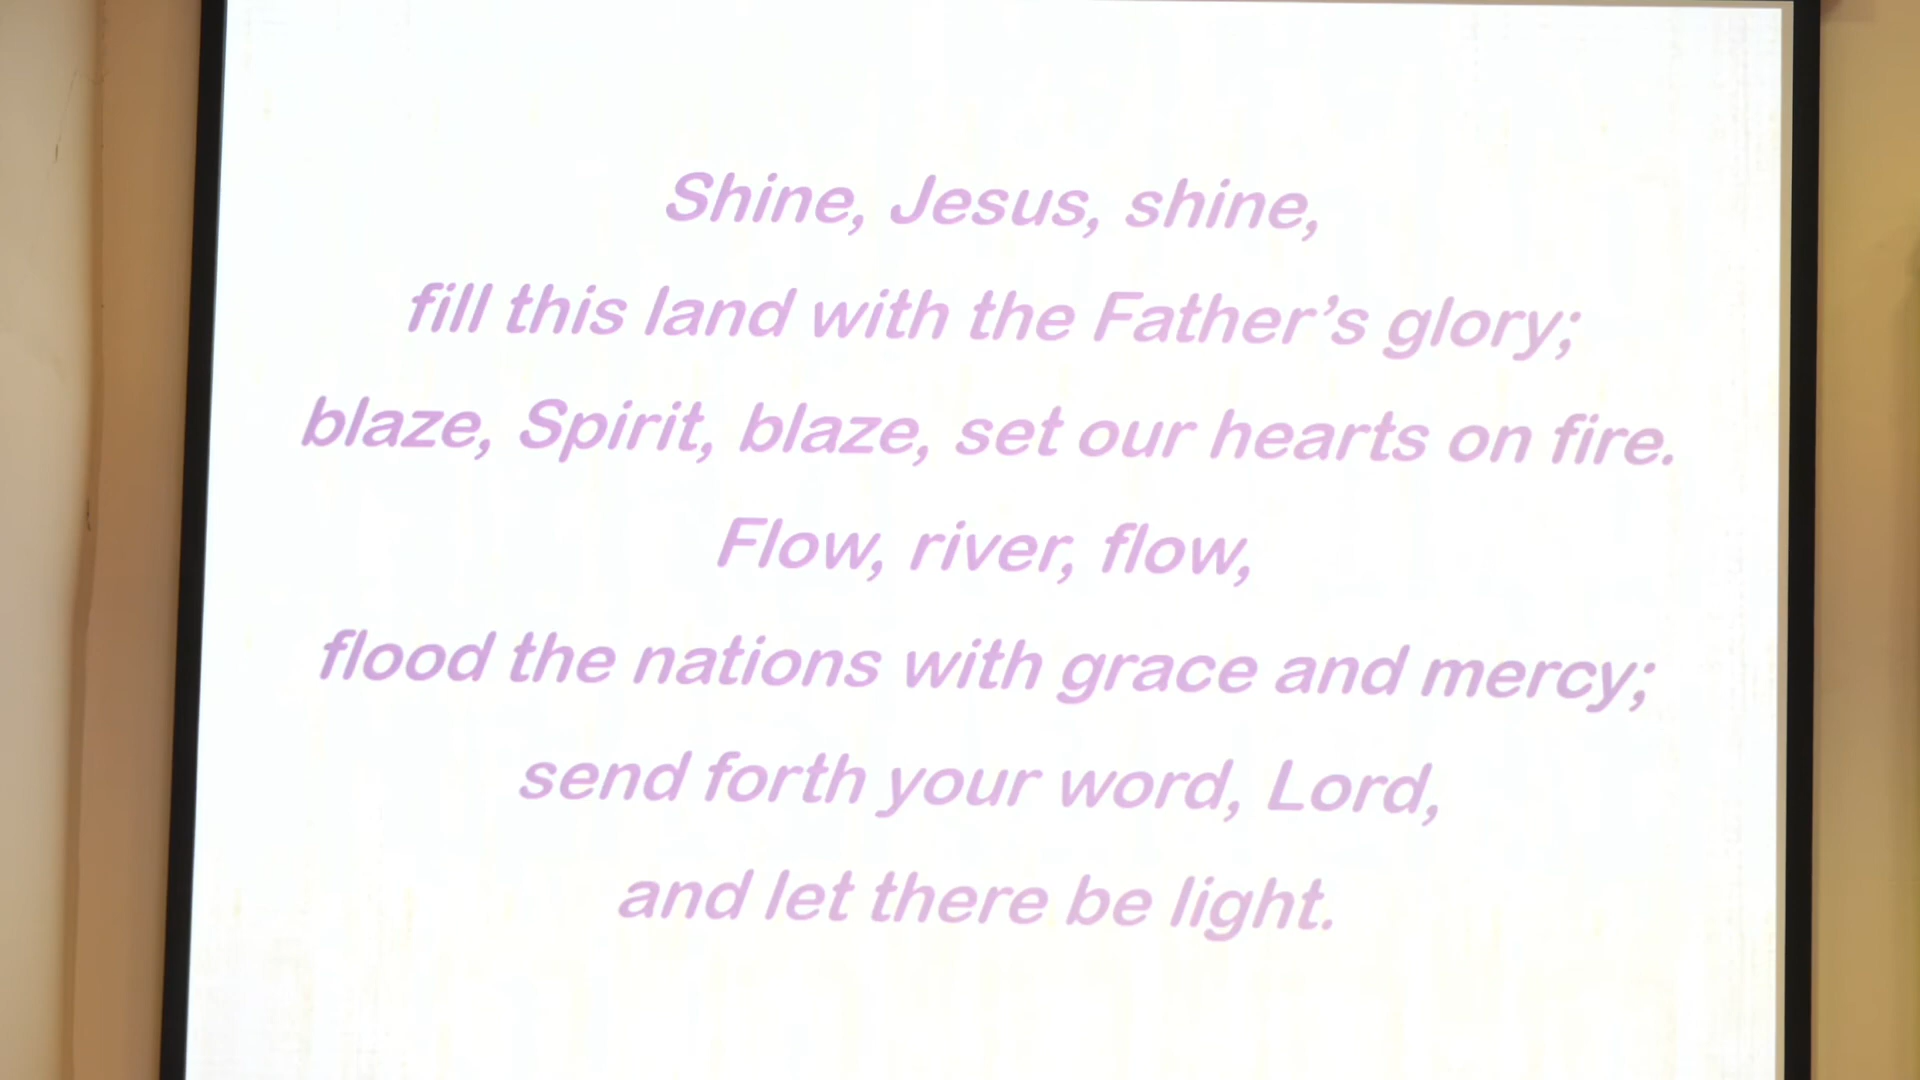 Shine, Jesus, shine,
fill this land with the Father’s glory;
blaze, Spirit, blaze, set our hearts on fire.
Flow, river, flow,
flood the nations with grace and mercy;
send forth your word, Lord,
and let there be light.